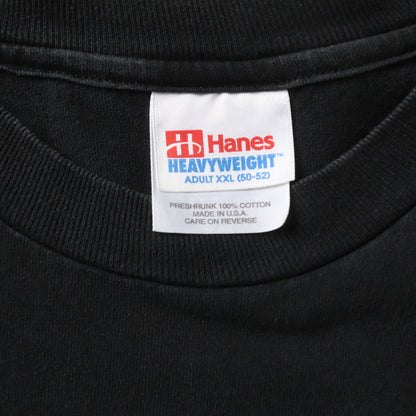 Hanes
HEAVYWEIGHT™
ADULT XXL (50-52)
PRESHRUNK 100% COTTON
MADE IN U.S.A.
CARE ON REVERSE